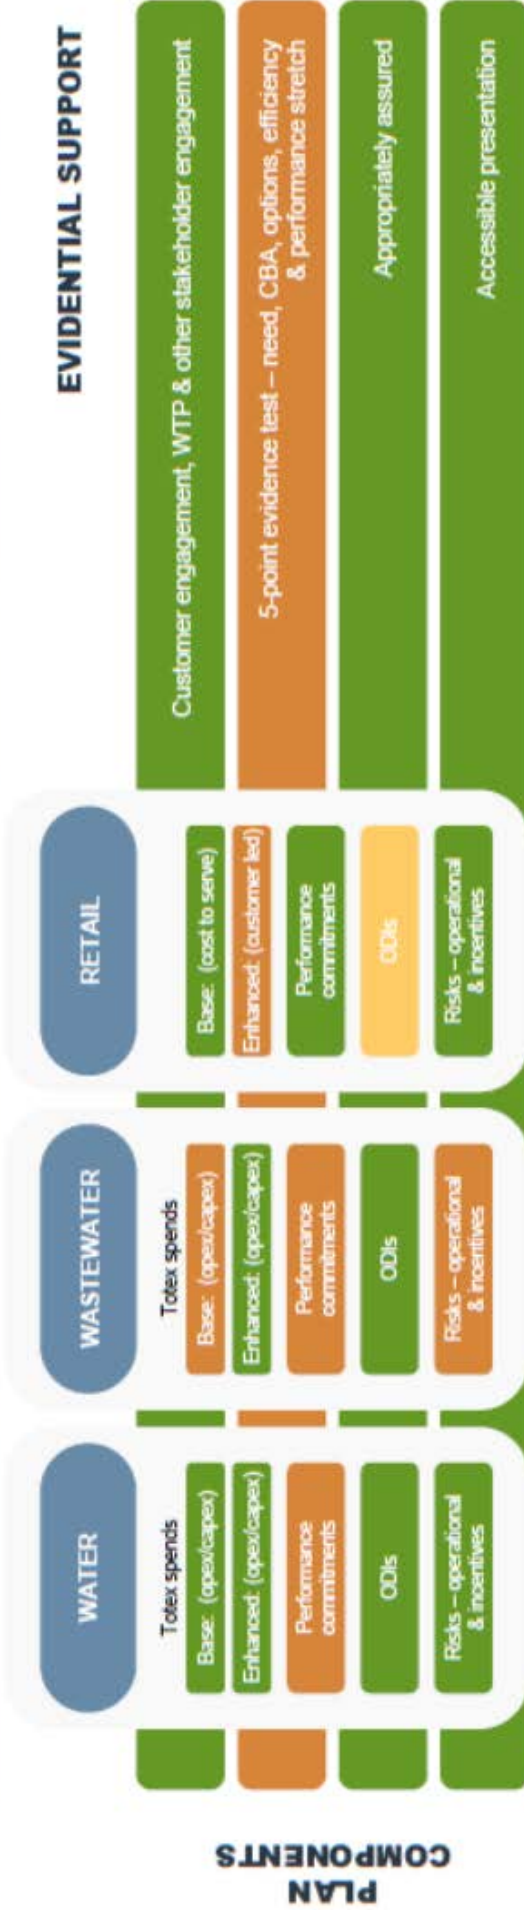 EVIDENTIAL SUPPORT
Customer engagement, WTP & other stakeholder engagement
5-point evidence test – need, CBA, options, efficiency
& performance stretch
Appropriately assured
Accessible presentation
PLAN
COMPONENTS
WATER
Totex spends
Base: (opex/capex)
Enhanced: (opex/capex)
Performance
commitments
ODIs
Risks – operational
& incentives
WASTEWATER
Totex spends
Base: (opex/capex)
Enhanced: (opex/capex)
Performance
commitments
ODIs
Risks – operational
& incentives
RETAIL
Base: (cost to serve)
Enhanced: (customer led)
Performance
commitments
ODIs
Risks – operational
& incentives